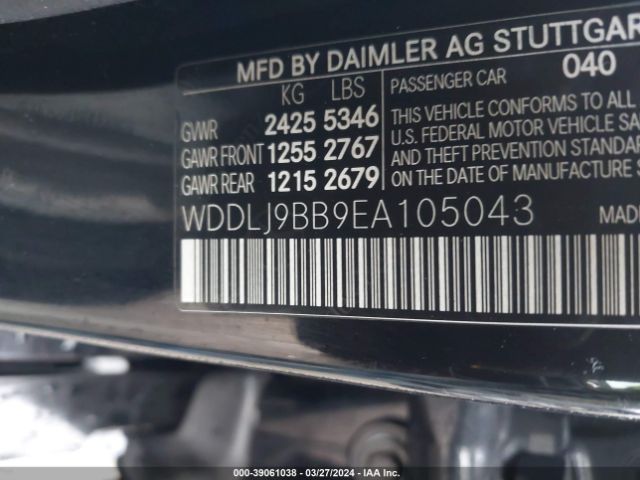 MFD BY DAIMLER AG STUTTGAR
KG LBS
GVWR 2425 5346
GAWR FRONT 1255 2767
GAWR REAR 1215 2679
PASSENGER CAR 040
THIS VEHICLE CONFORMS TO ALL
U.S. FEDERAL MOTOR VEHICLE SA
AND THEFT PREVENTION STANDAR
ON DATE OF MANUFACTURE S
WDDLJ9BB9EA105043
MADE
000-39061038 - 03/27/2024 - IAA Inc.